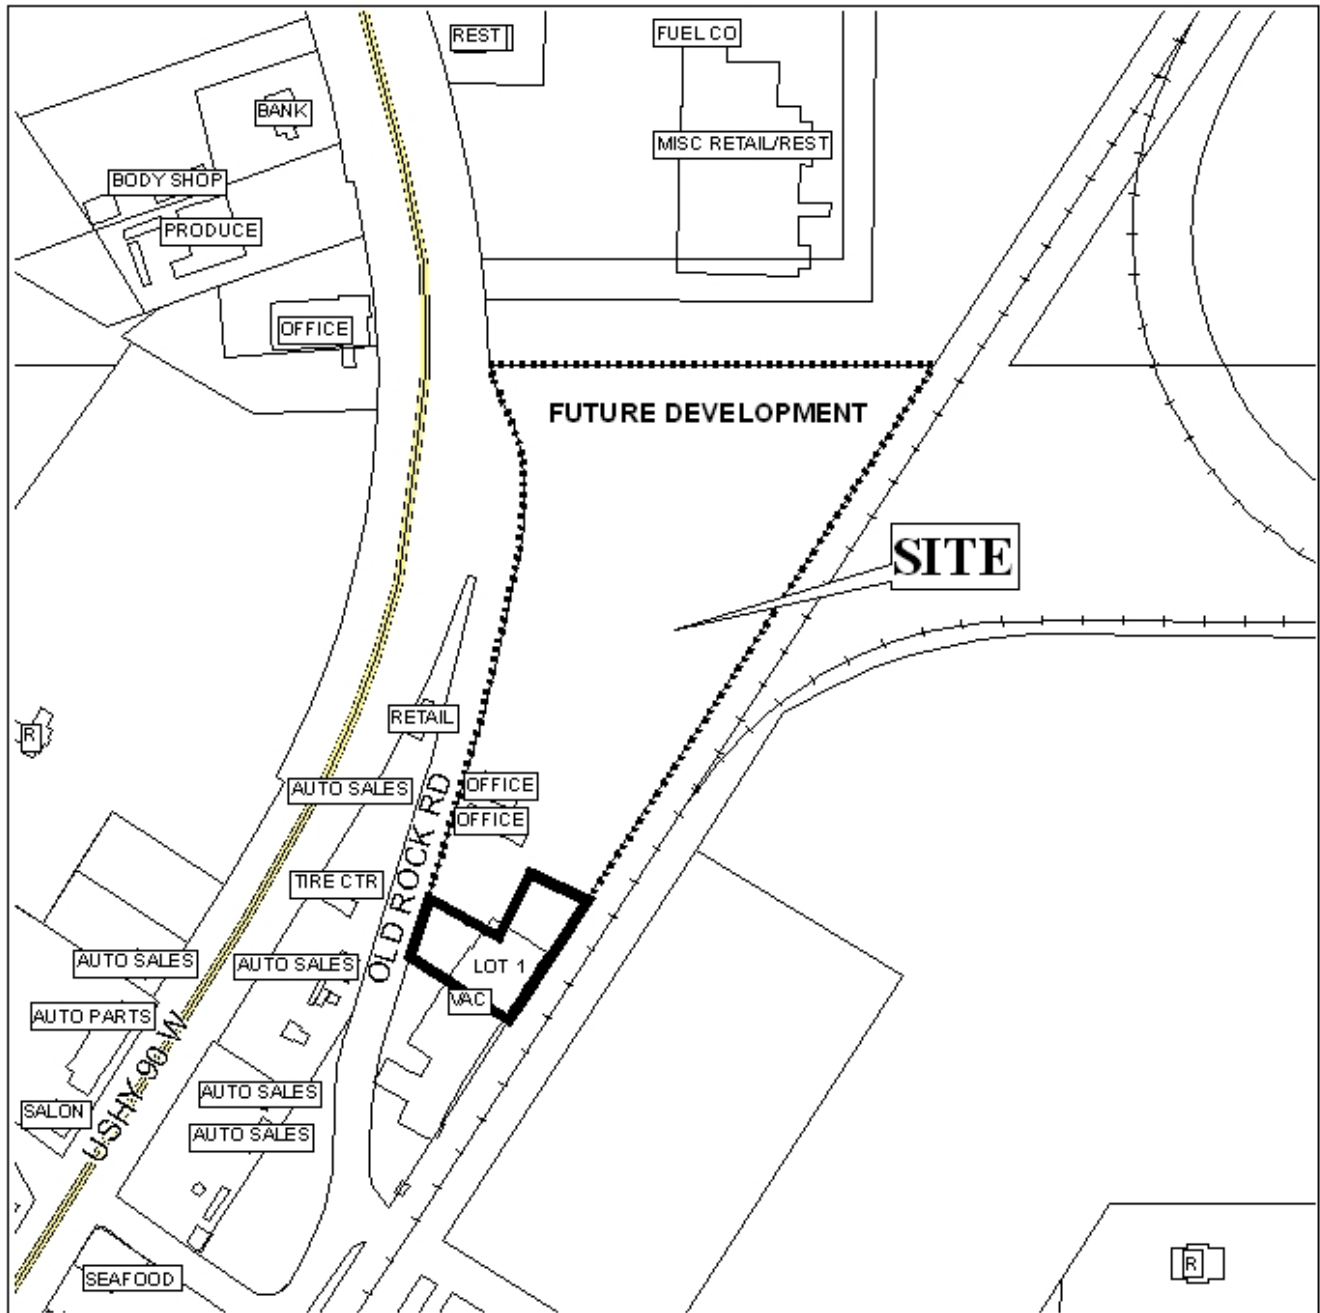 REST
FUEL CO
BANK
MISC RETAIL/REST
BODY SHOP
PRODUCE
OFFICE
FUTURE DEVELOPMENT
SITE
RETAIL
R
AUTO SALES
OFFICE
OFFICE
OLD ROCK RD
TIRE CTR
AUTO SALES
AUTO SALES
LOT 1
VAC
AUTO PARTS
USHY 90 W
AUTO SALES
SALON
AUTO SALES
SEAFOOD
R